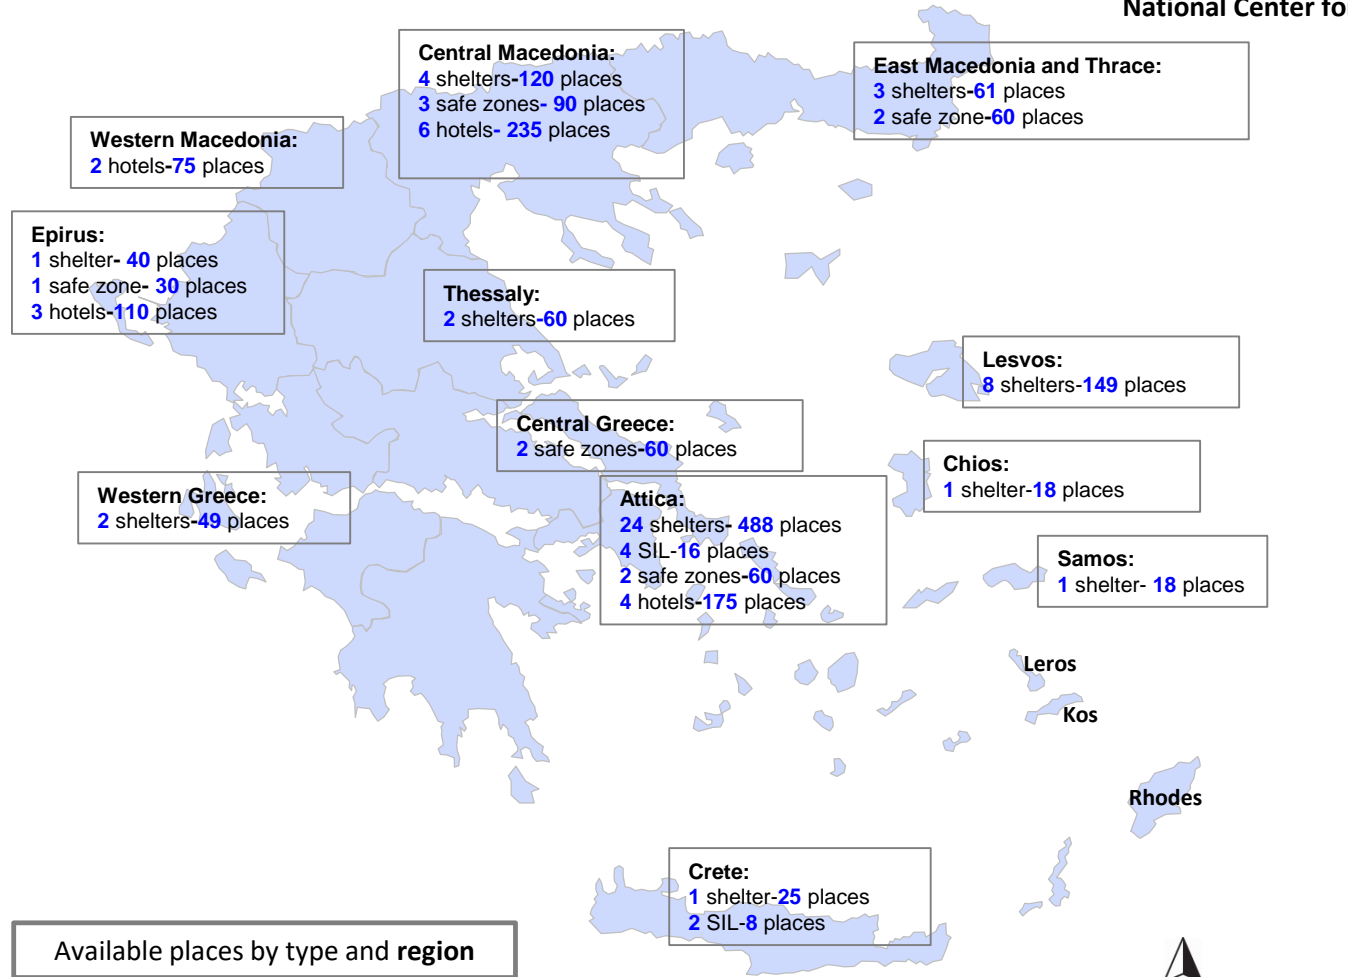 National Center fo
Central Macedonia:
4 shelters-120 places
3 safe zones- 90 places
6 hotels- 235 places
East Macedonia and Thrace:
3 shelters-61 places
2 safe zone-60 places
Western Macedonia:
2 hotels-75 places
Epirus:
1 shelter- 40 places
1 safe zone- 30 places
3 hotels-110 places
Thessaly:
2 shelters-60 places
Lesvos:
8 shelters-149 places
Central Greece:
2 safe zones-60 places
Chios:
1 shelter-18 places
Western Greece:
2 shelters-49 places
Attica:
24 shelters- 488 places
4 SIL-16 places
2 safe zones-60 places
4 hotels-175 places
Samos:
1 shelter- 18 places
Leros
Kos
Rhodes
Crete:
1 shelter-25 places
2 SIL-8 places
Available places by type and region